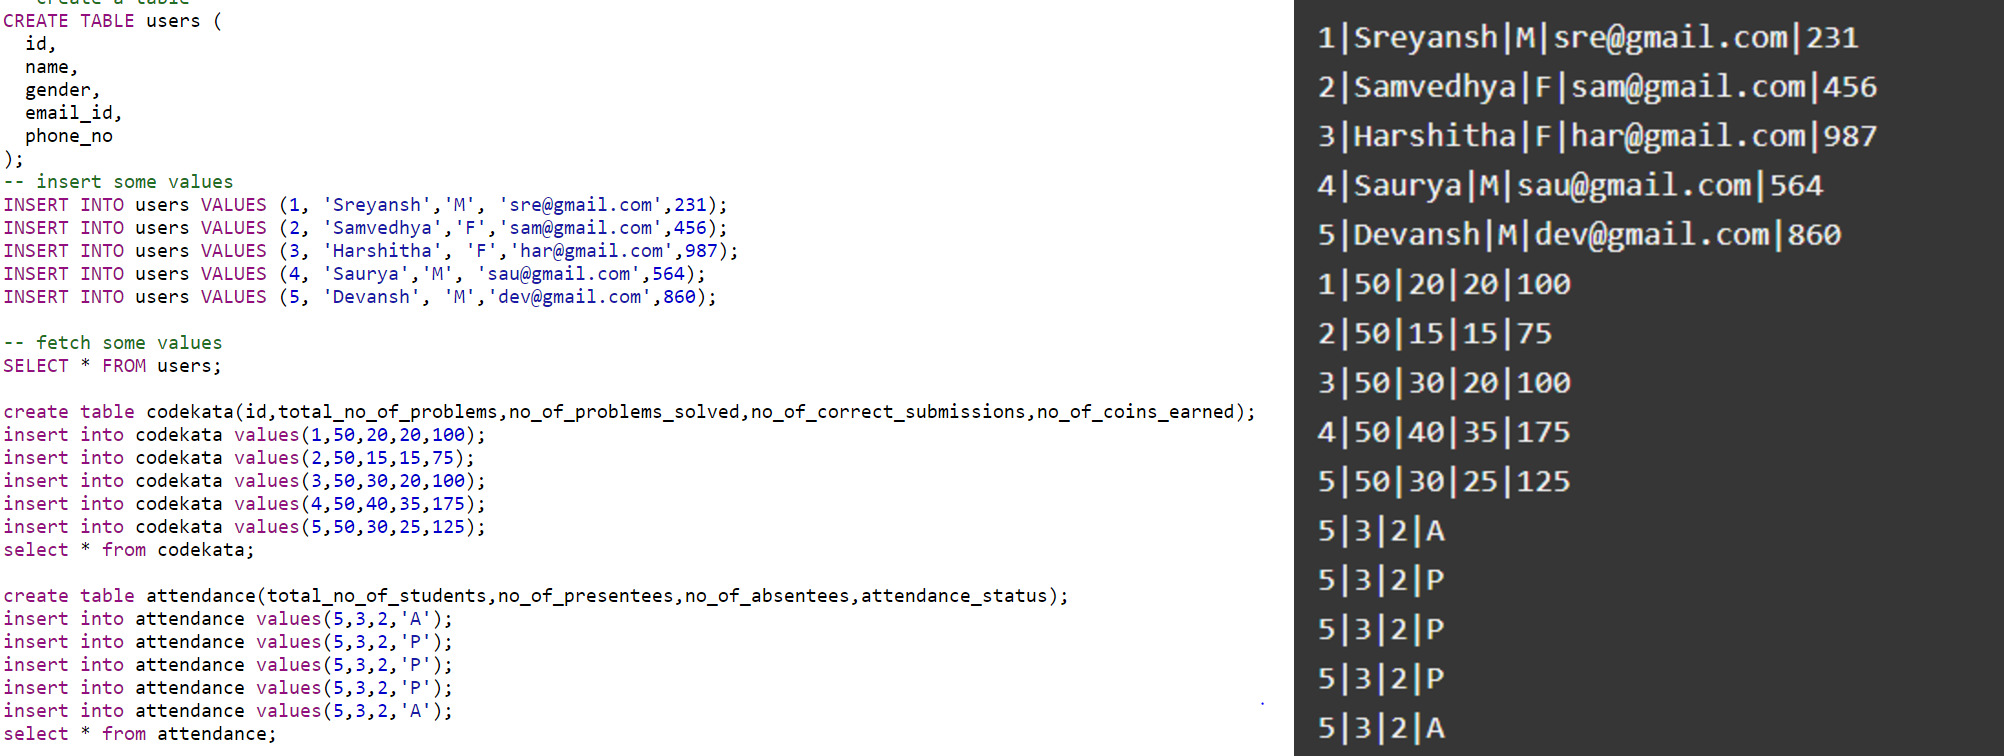 create a table
CREATE TABLE users (
  id,
  name,
  gender,
  email_id,
  phone_no
);
-- insert some values
INSERT INTO users VALUES (1, 'Sreyansh','M', 'sre@gmail.com',231);
INSERT INTO users VALUES (2, 'Samvedhya','F','sam@gmail.com',456);
INSERT INTO users VALUES (3, 'Harshitha', 'F','har@gmail.com',987);
INSERT INTO users VALUES (4, 'Saurya','M', 'sau@gmail.com',564);
INSERT INTO users VALUES (5, 'Devansh', 'M','dev@gmail.com',860);
-- fetch some values
SELECT * FROM users;
create table codekata(id,total_no_of_problems,no_of_problems_solved,no_of_correct_submissions,no_of_coins_earned);
insert into codekata values(1,50,20,20,100);
insert into codekata values(2,50,15,15,75);
insert into codekata values(3,50,30,20,100);
insert into codekata values(4,50,40,35,175);
insert into codekata values(5,50,30,25,125);
select * from codekata;
create table attendance(total_no_of_students,no_of_presentees,no_of_absentees,attendance_status);
insert into attendance values(5,3,2,'A');
insert into attendance values(5,3,2,'P');
insert into attendance values(5,3,2,'P');
insert into attendance values(5,3,2,'P');
insert into attendance values(5,3,2,'A');
select * from attendance;
1|Sreyansh|M|sre@gmail.com|231
2|Samvedhya|F|sam@gmail.com|456
3|Harshitha|F|har@gmail.com|987
4|Saurya|M|sau@gmail.com|564
5|Devansh|M|dev@gmail.com|860
1|50|20|20|100
2|50|15|15|75
3|50|30|20|100
4|50|40|35|175
5|50|30|25|125
5|3|2|A
5|3|2|P
5|3|2|P
5|3|2|P
5|3|2|A